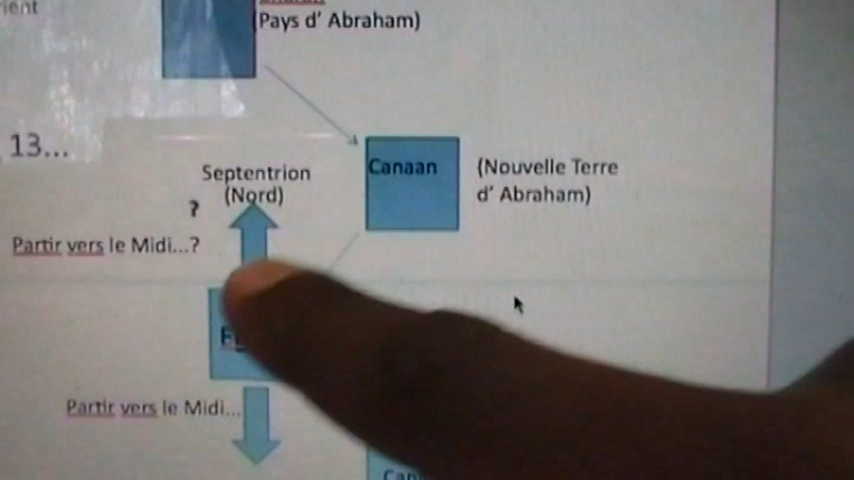 (Pays d' Abraham)
13...
Septentrion
(Nord)
Canaan
(Nouvelle Terre
d' Abraham)
?
Partir vers le Midi...?
Partir vers le Midi...